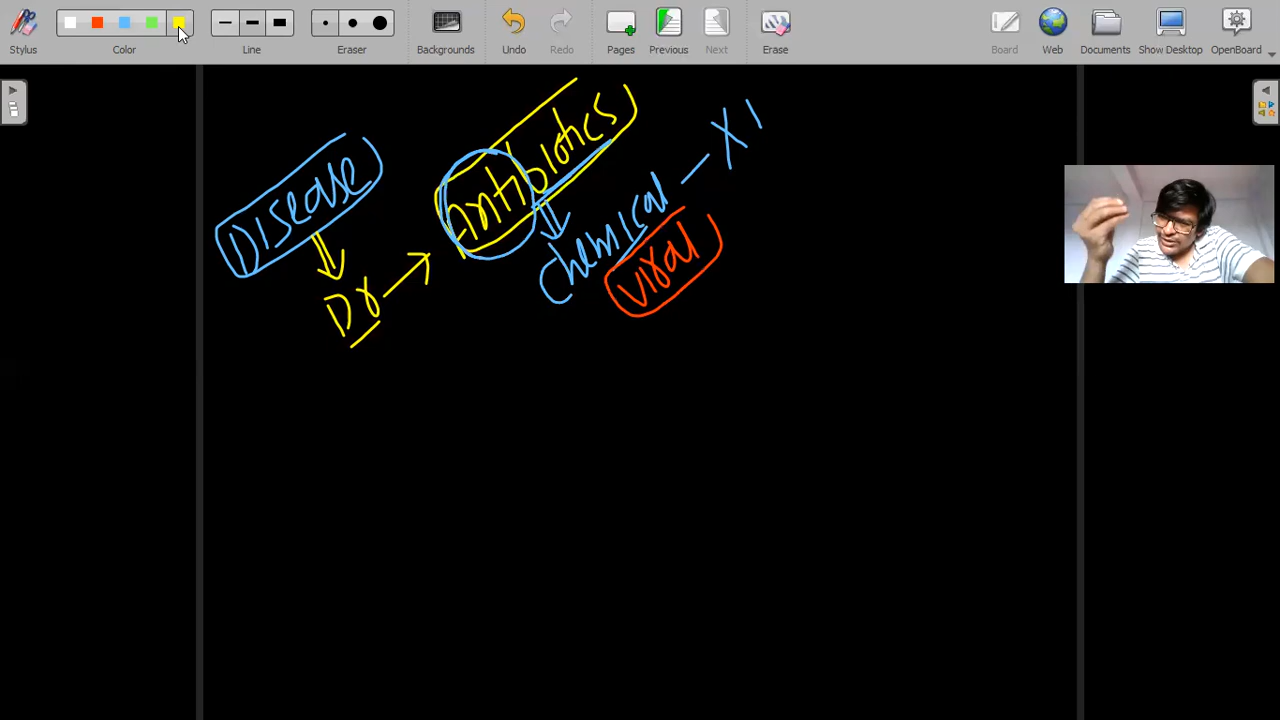 Stylus
Color
Line
Eraser
Backgrounds
Undo
Redo
Pages
Previous
Next
Erase
Board
Web
Documents
Show Desktop
OpenBoard
Disease
Antibiotics
Dr
chemical – X1
viral